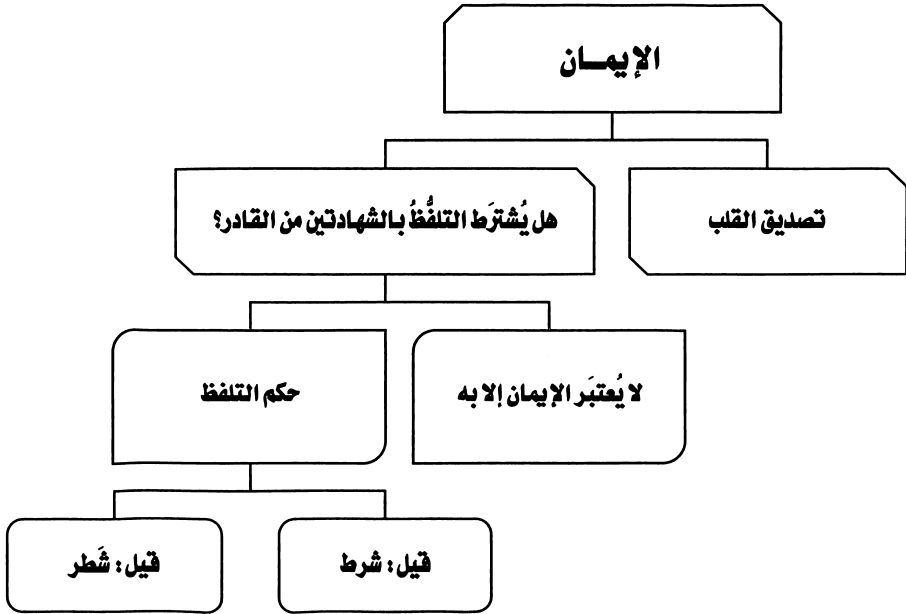 الإيمــان
تصديق القلب
هل يُشترَط التلفُّظُ بالشهادتين من القادر؟
لا يُعتبَر الإيمان إلا به
حكم التلفظ
قيل: شرط
قيل: شَطر